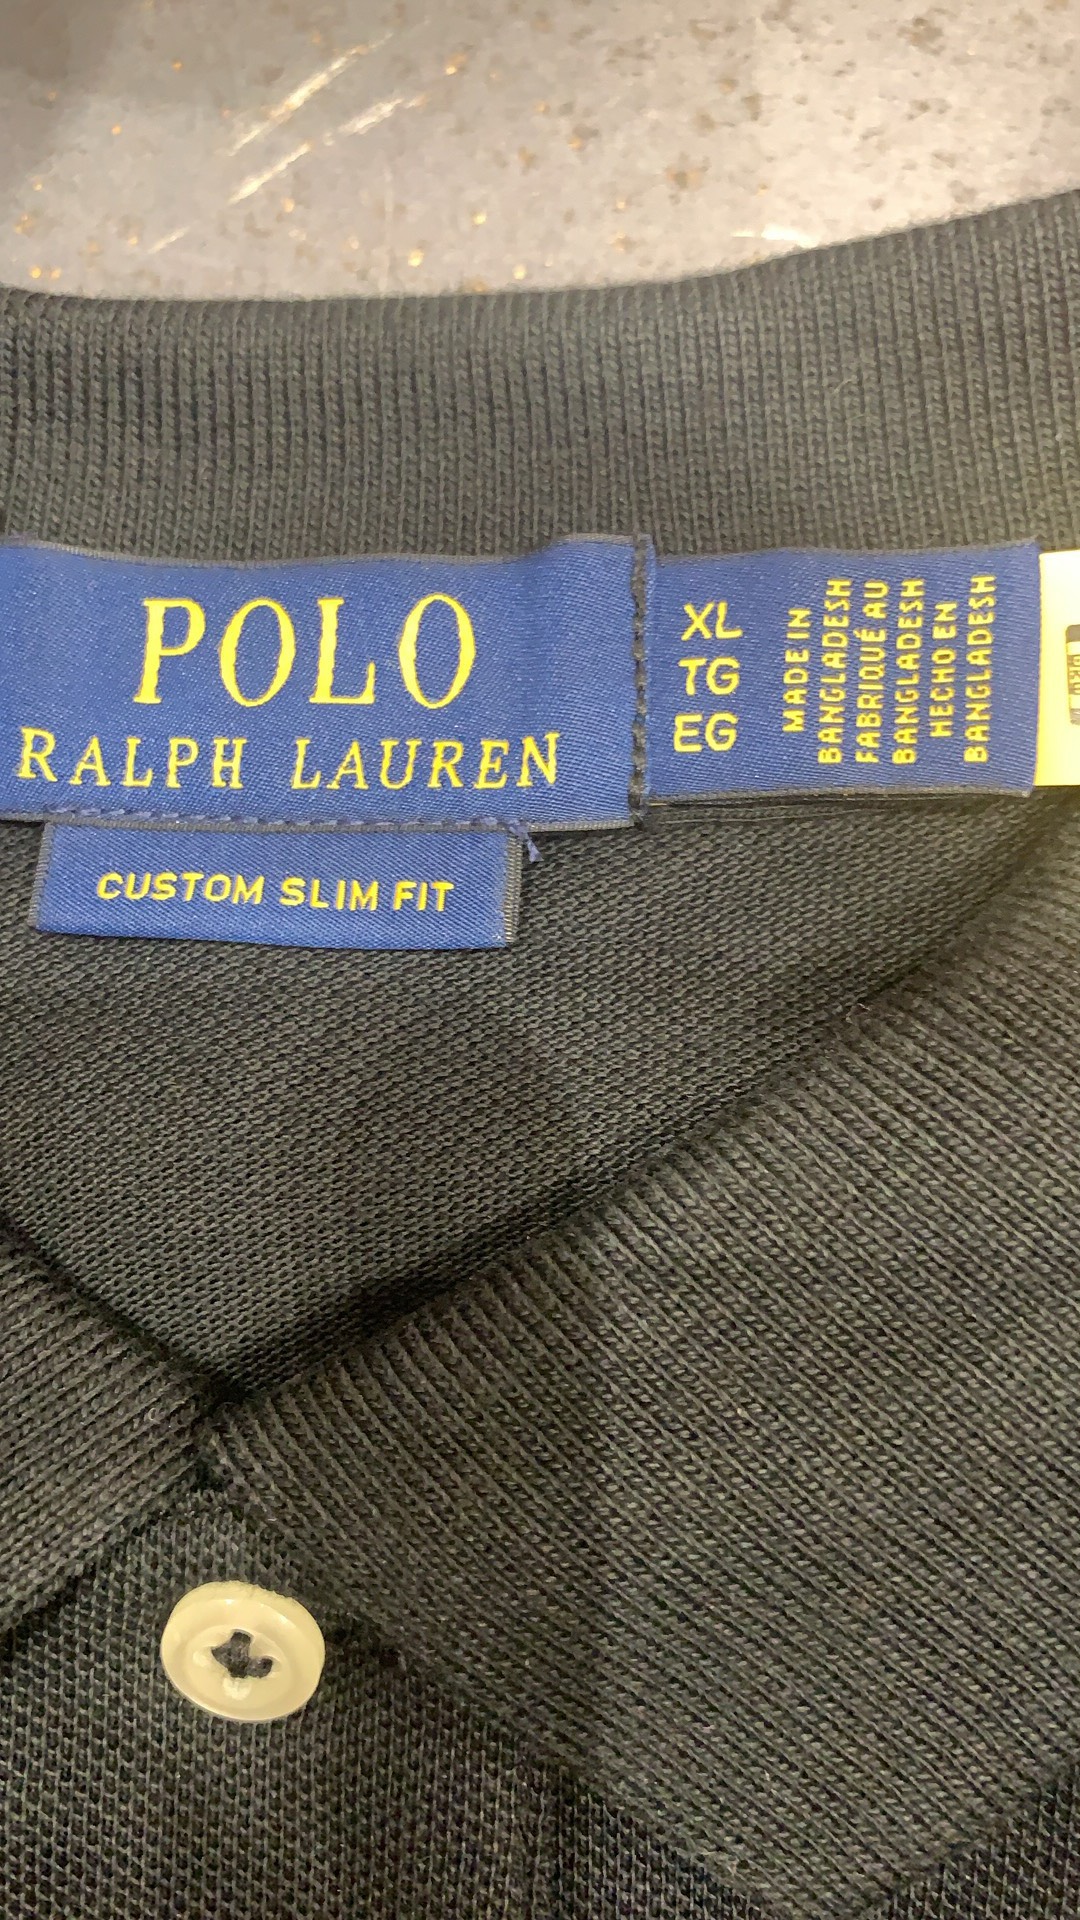 POLO
RALPH LAUREN
CUSTOM SLIM FIT
XL
TG
EG
MADE IN
BANGLADESH
FABRIQUÉ AU
BANGLADESH
HECHO EN
BANGLADESH